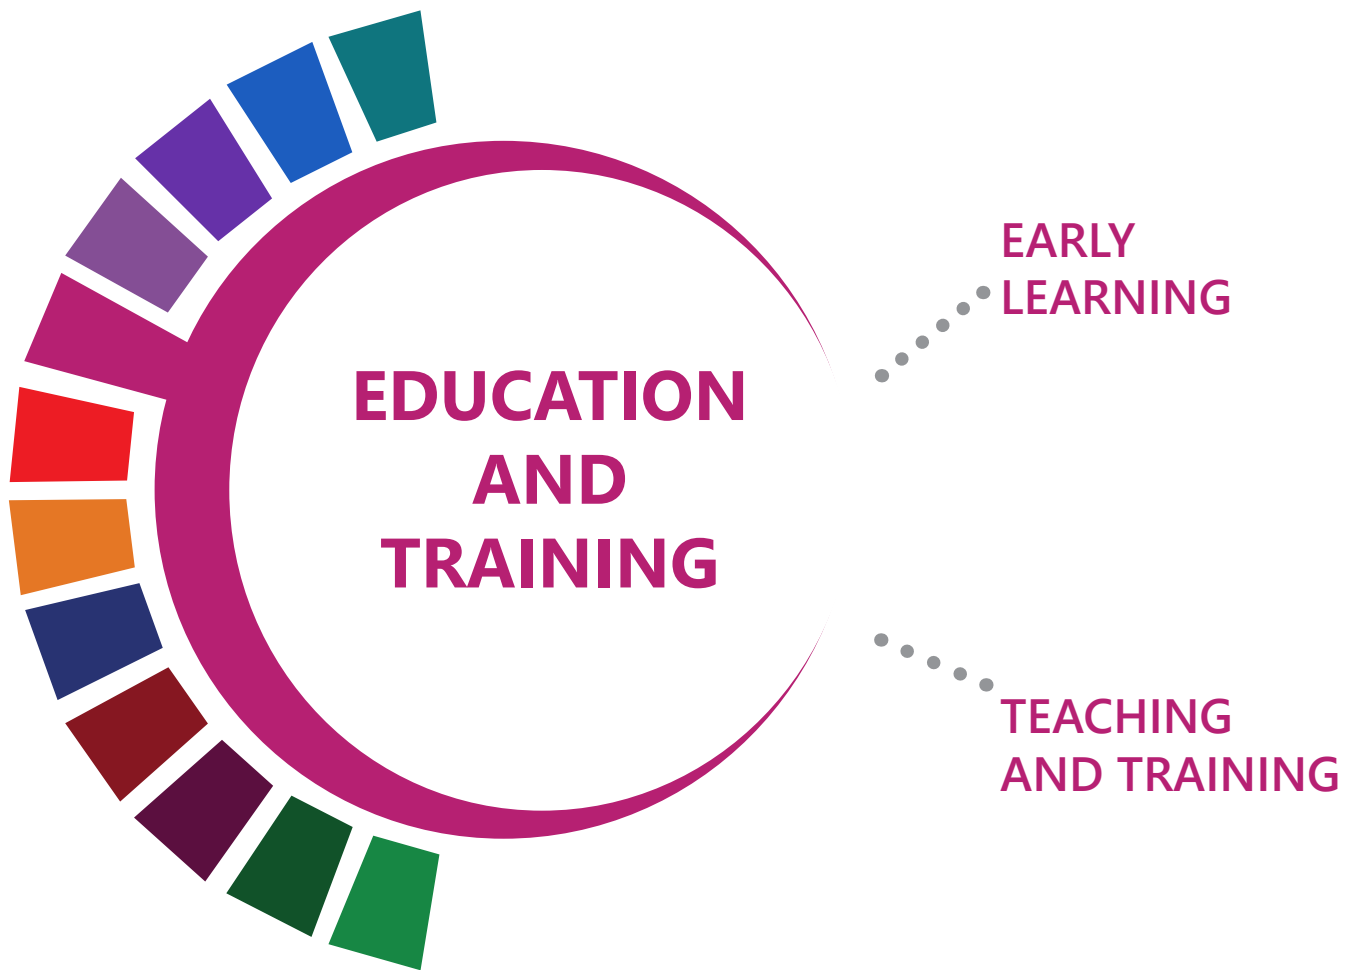 EDUCATION
AND
TRAINING
EARLY
LEARNING
TEACHING
AND TRAINING